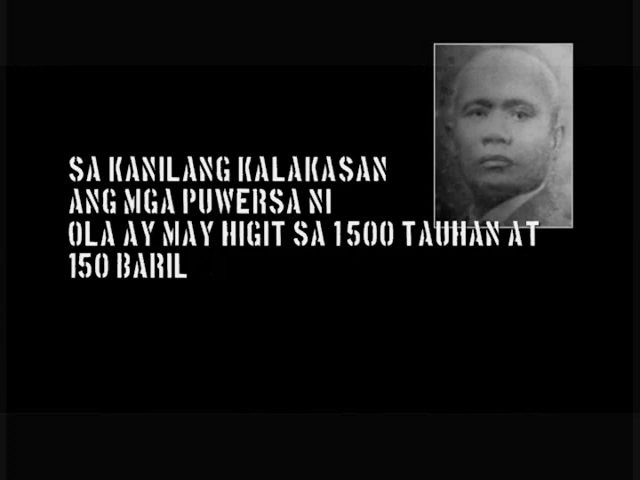 SA KANILANG KALAKASAN
ANG MGA PUWERSA NI
OLA AY MAY HIGIT SA 1500 TAUHAN AT
150 BARIL